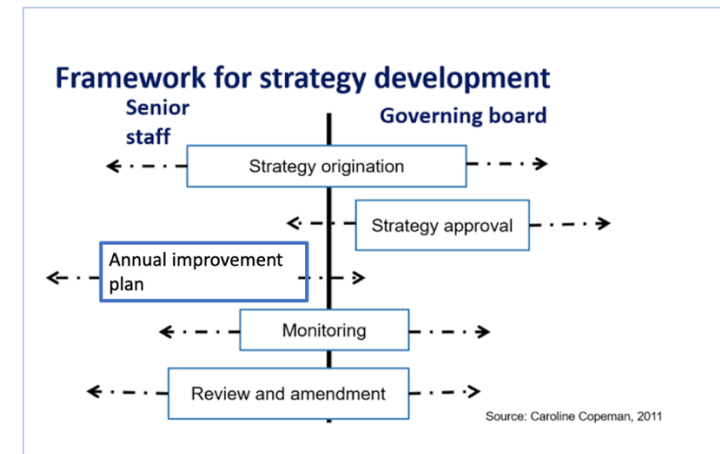 Framework for strategy development
Senior
staff
Governing board
Strategy origination
Strategy approval
Annual improvement
plan
Monitoring
Review and amendment
Source: Caroline Copeman, 2011